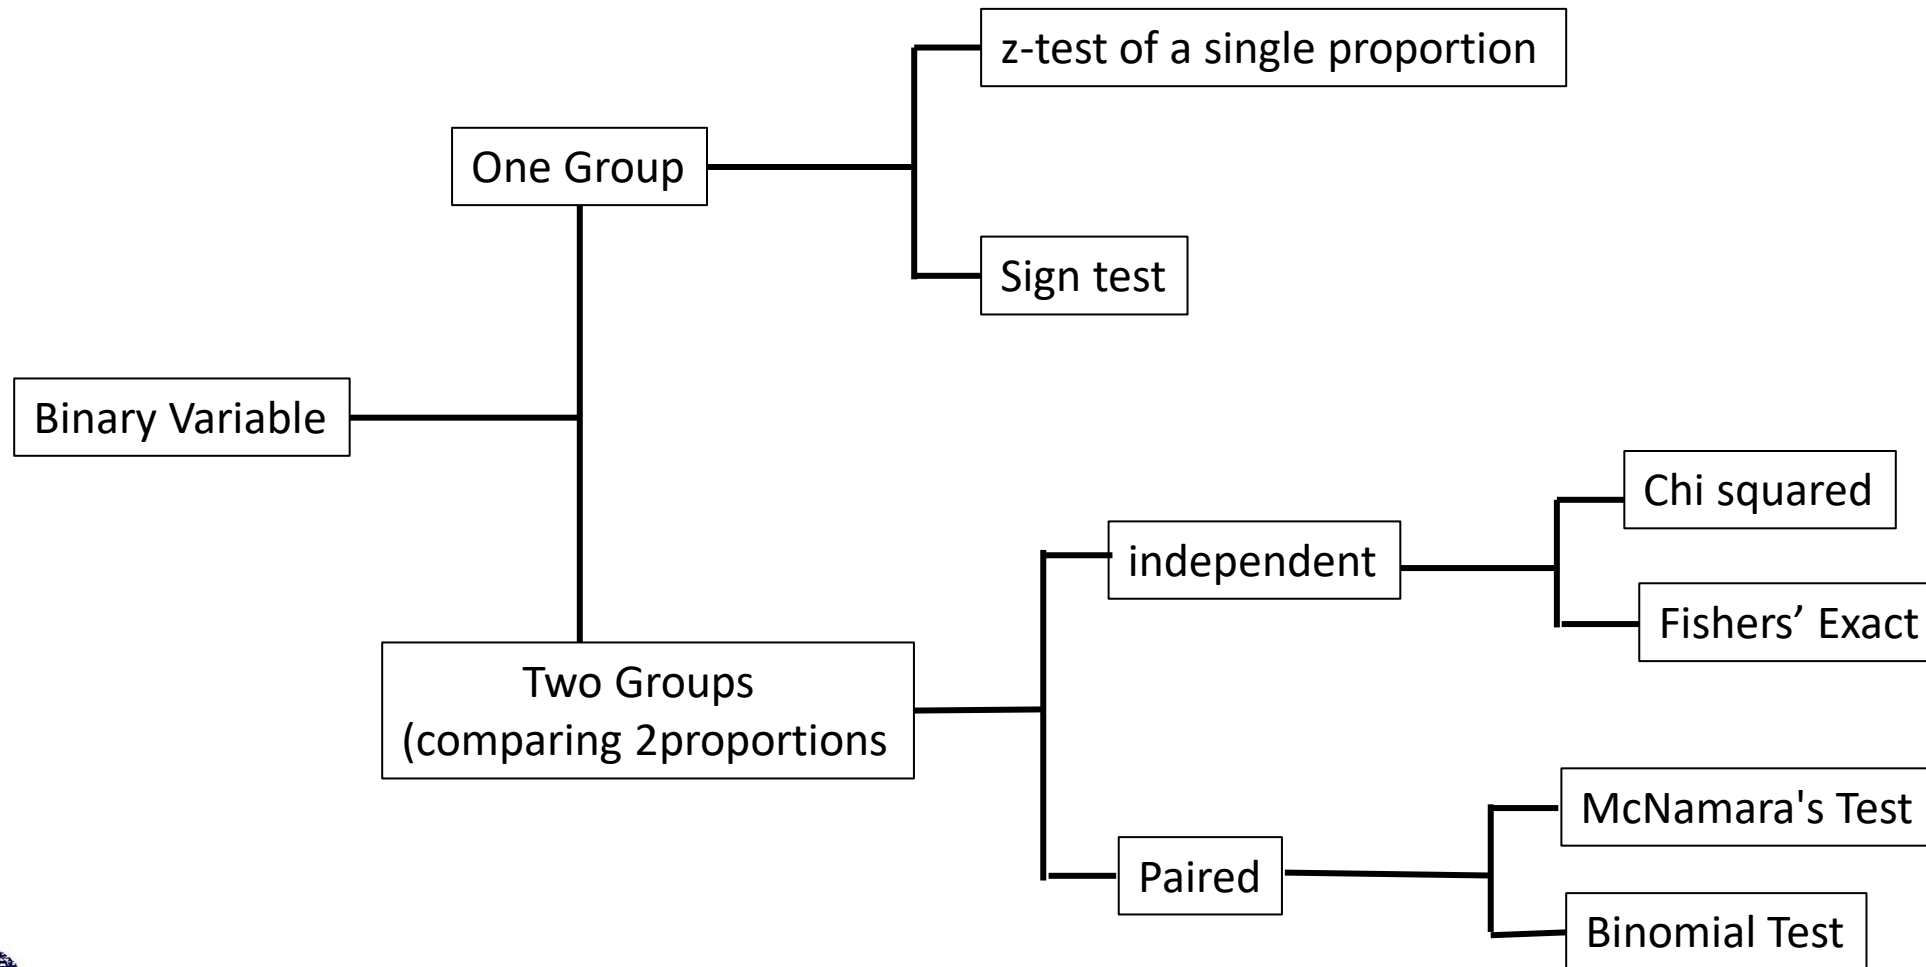 z-test of a single proportion
One Group
Sign test
Binary Variable
Chi squared
independent
Fishers’ Exact
Two Groups
(comparing 2proportions
McNamara's Test
Paired
Binomial Test